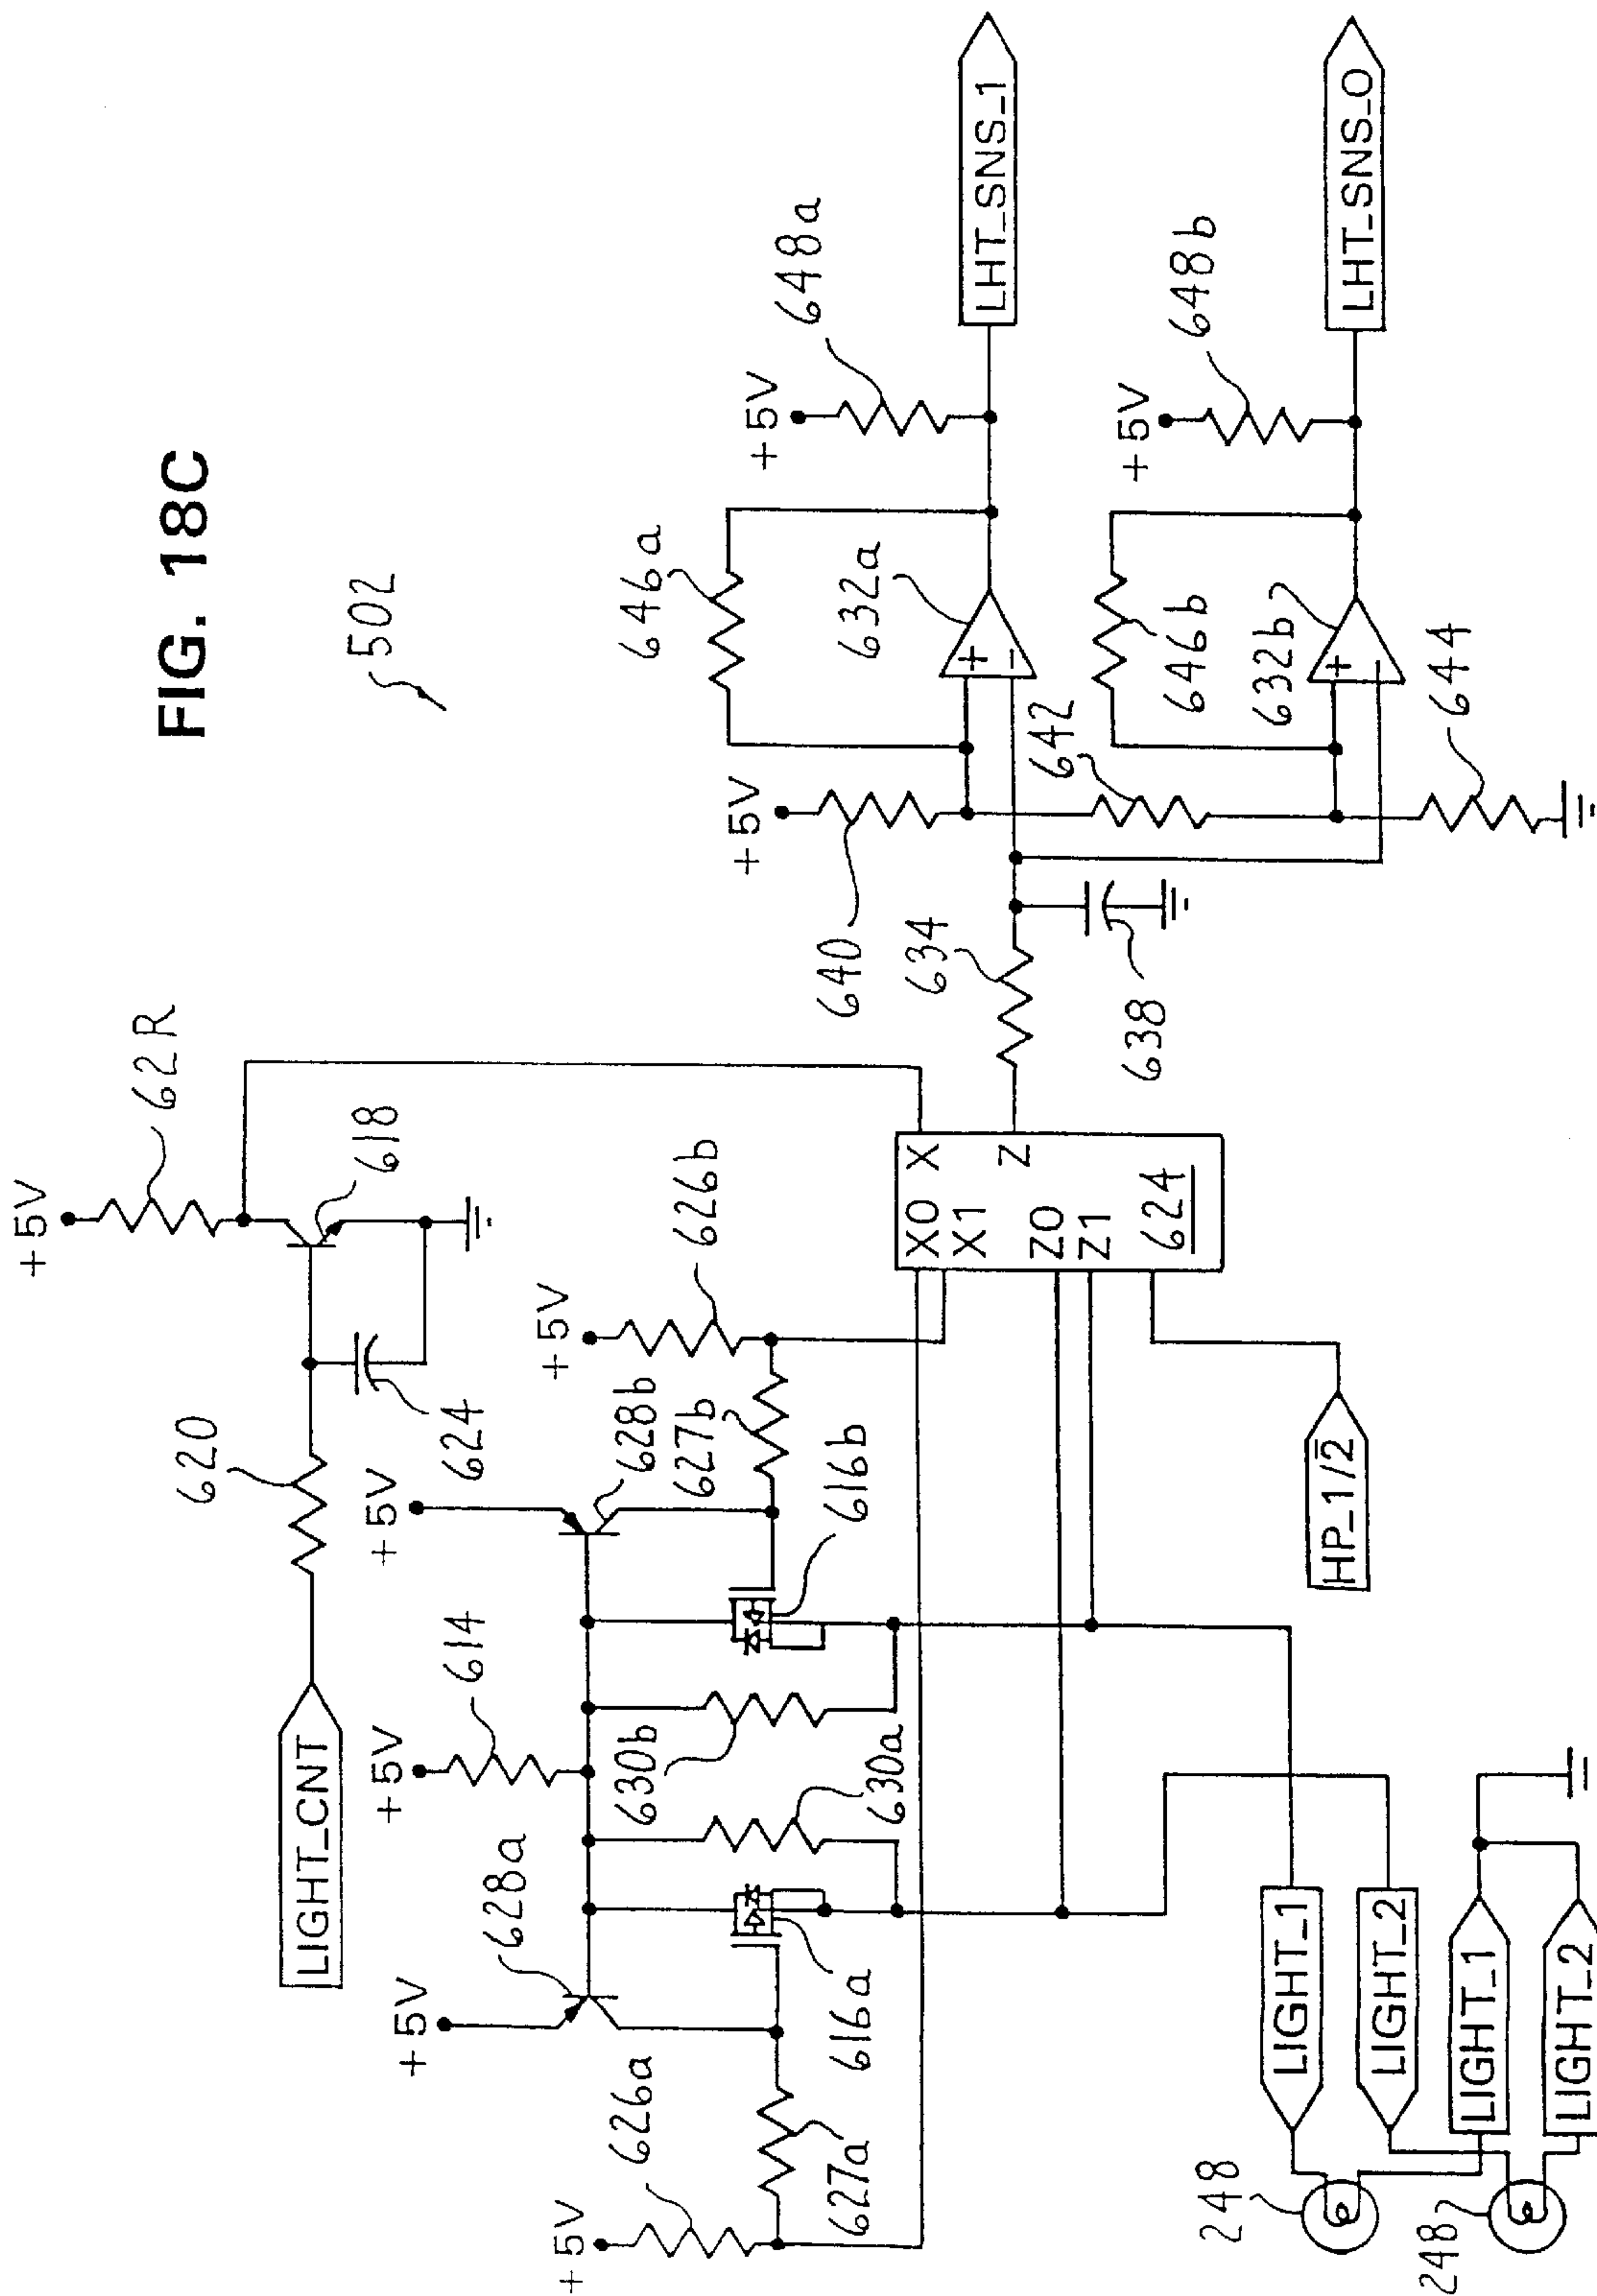 FIG. 18C
502
+5V
62R
618
LIGHT_CNT
620
624
+5V
628a
+5V
614
+5V
628b
+5V
626b
+5V
626a
627a
616a
630a
630b
616b
627b
X0 X
X1
Z
Z0
Z1
624
HP_1/2̅
634
638
+5V
640
642
644
646a
632a
+
−
+5V
648a
LHT_SNS_1
646b
632b
+
+5V
648b
LHT_SNS_0
LIGHT_1
LIGHT_2
LIGHT_1
LIGHT_2
248
248